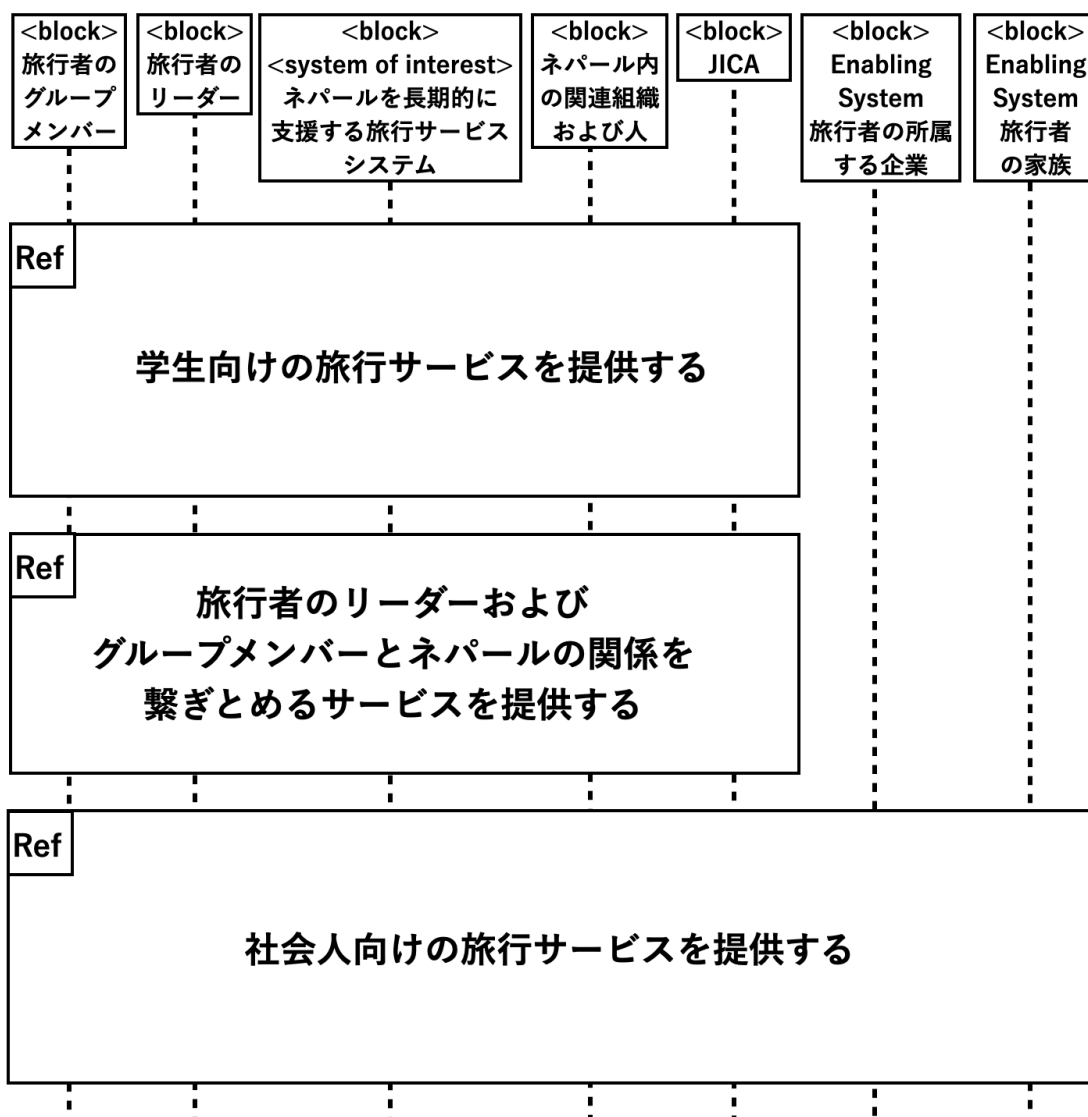 <block>
旅行者の
グループ
メンバー
<block>
旅行者の
リーダー
<block>
<system of interest>
ネパールを長期的に
支援する旅行サービス
システム
<block>
ネパール内
の関連組織
および人
<block>
JICA
<block>
Enabling
System
旅行者の所属
する企業
<block>
Enabling
System
旅行者
の家族
Ref
学生向けの旅行サービスを提供する
Ref
旅行者のリーダーおよび
グループメンバーとネパールの関係を
繋ぎとめるサービスを提供する
Ref
社会人向けの旅行サービスを提供する